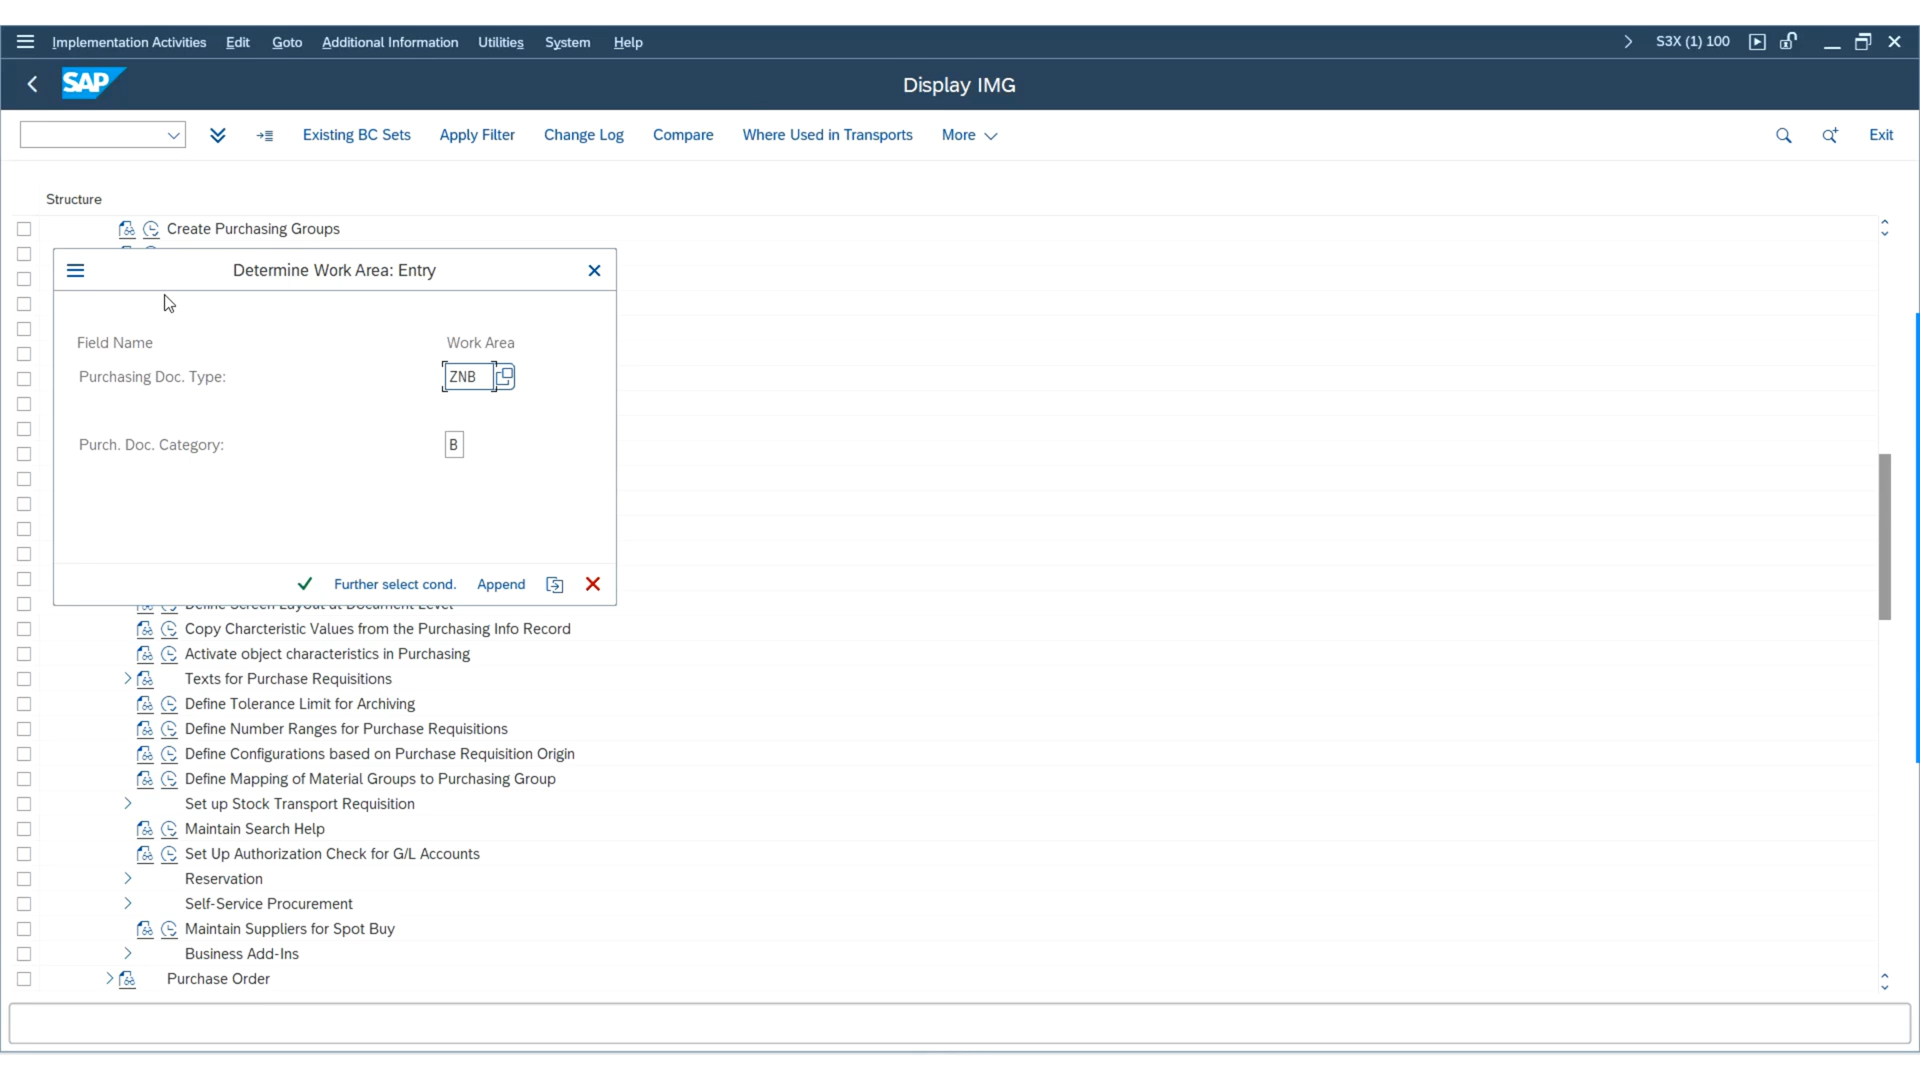 Implementation Activities Edit Goto Additional Information Utilities System Help S3X (1) 100
SAP Display IMG
Existing BC Sets Apply Filter Change Log Compare Where Used in Transports More Exit
Structure
Create Purchasing Groups
Determine Work Area: Entry
Field Name Work Area
Purchasing Doc. Type: ZNB
Purch. Doc. Category: B
Further select cond. Append
Define Screen Layout at Document Level
Copy Charcteristic Values from the Purchasing Info Record
Activate object characteristics in Purchasing
Texts for Purchase Requisitions
Define Tolerance Limit for Archiving
Define Number Ranges for Purchase Requisitions
Define Configurations based on Purchase Requisition Origin
Define Mapping of Material Groups to Purchasing Group
Set up Stock Transport Requisition
Maintain Search Help
Set Up Authorization Check for G/L Accounts
Reservation
Self-Service Procurement
Maintain Suppliers for Spot Buy
Business Add-Ins
Purchase Order